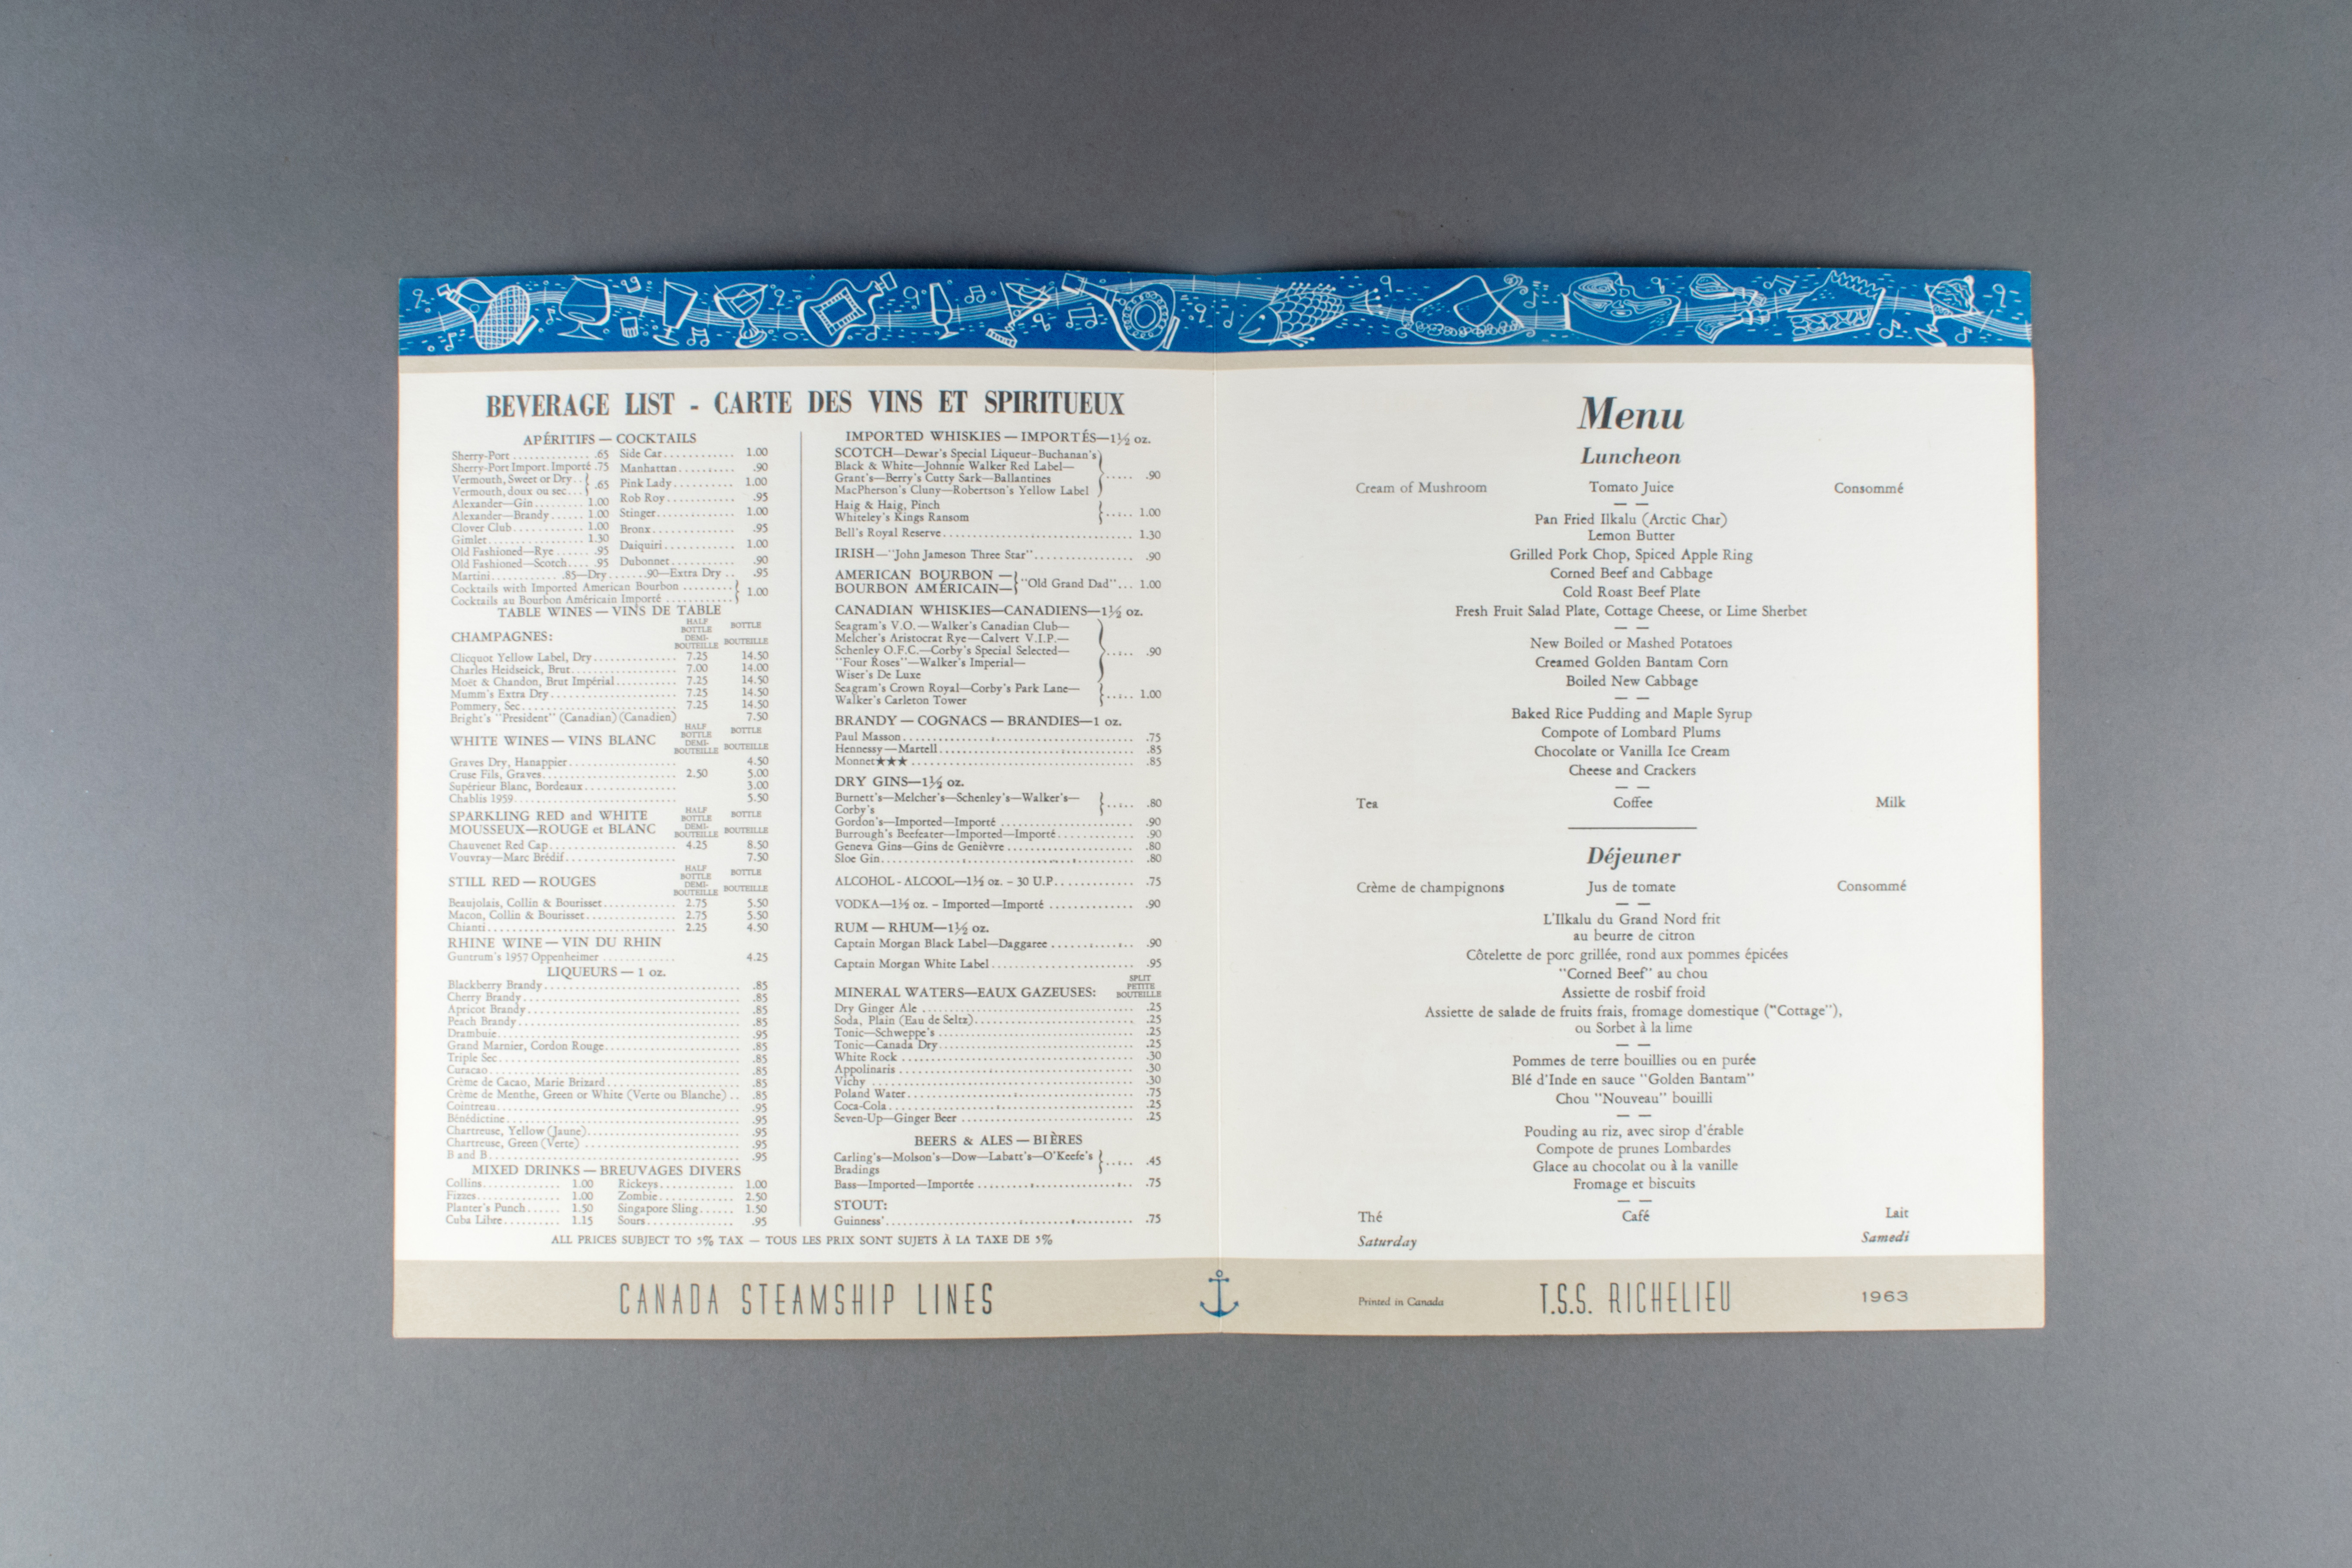 BEVERAGE LIST - CARTE DES VINS ET SPIRITUEUX
APÉRITIFS — COCKTAILS
Sherry-Port .65
Sherry-Port Import. Importé .75
Vermouth, Sweet or Dry
Vermouth, doux ou sec .65
Alexander—Gin 1.00
Alexander—Brandy 1.00
Clover Club 1.00
Gimlet 1.30
Old Fashioned—Rye .95
Old Fashioned—Scotch .95
Side Car 1.00
Manhattan .90
Pink Lady 1.00
Rob Roy .95
Stinger 1.00
Bronx .95
Daiquiri 1.00
Dubonnet .90
Martini .85—Dry .90—Extra Dry .95
Cocktails with Imported American Bourbon
Cocktails au Bourbon Américain Importé 1.00
TABLE WINES — VINS DE TABLE
CHAMPAGNES: HALF BOTTLE DEMI-BOUTEILLE BOTTLE BOUTEILLE
Clicquot Yellow Label, Dry 7.25 14.50
Charles Heidseick, Brut 7.00 14.00
Moët & Chandon, Brut Impérial 7.25 14.50
Mumm's Extra Dry 7.25 14.50
Pommery, Sec 7.25 14.50
Bright's "President" (Canadian) (Canadien) 7.50
WHITE WINES — VINS BLANC HALF BOTTLE DEMI-BOUTEILLE BOTTLE BOUTEILLE
Graves Dry, Hanappier 4.50
Cruse Fils, Graves 2.50 5.00
Supérieur Blanc, Bordeaux 3.00
Chablis 1959 5.50
SPARKLING RED and WHITE
MOUSSEUX—ROUGE et BLANC HALF BOTTLE DEMI-BOUTEILLE BOTTLE BOUTEILLE
Chauvenet Red Cap 4.25 8.50
Vouvray—Marc Brédif 7.50
STILL RED — ROUGES HALF BOTTLE DEMI-BOUTEILLE BOTTLE BOUTEILLE
Beaujolais, Collin & Bourisset 2.75 5.50
Macon, Collin & Bourisset 2.75 5.50
Chianti 2.25 4.50
RHINE WINE — VIN DU RHIN
Guntrum's 1957 Oppenheimer 4.25
LIQUEURS — 1 oz.
Blackberry Brandy .85
Cherry Brandy .85
Apricot Brandy .85
Peach Brandy .85
Drambuie .95
Grand Marnier, Cordon Rouge .85
Triple Sec .85
Curacao .85
Crème de Cacao, Marie Brizard .85
Crème de Menthe, Green or White (Verte ou Blanche) .85
Cointreau .95
Bénédictine .95
Chartreuse, Yellow (Jaune) .95
Chartreuse, Green (Verte) .95
B and B .95
MIXED DRINKS — BREUVAGES DIVERS
Collins 1.00 Rickeys 1.00
Fizzes 1.00 Zombie 2.50
Planter's Punch 1.50 Singapore Sling 1.50
Cuba Libre 1.15 Sours .95
IMPORTED WHISKIES — IMPORTÉS—1½ oz.
SCOTCH—Dewar's Special Liqueur-Buchanan's
Black & White—Johnnie Walker Red Label—
Grant's—Berry's Cutty Sark—Ballantines
MacPherson's Cluny—Robertson's Yellow Label .90
Haig & Haig, Pinch
Whiteley's Kings Ransom 1.00
Bell's Royal Reserve 1.30
IRISH—"John Jameson Three Star" .90
AMERICAN BOURBON —
BOURBON AMÉRICAIN— "Old Grand Dad" 1.00
CANADIAN WHISKIES—CANADIENS—1½ oz.
Seagram's V.O.—Walker's Canadian Club—
Melcher's Aristocrat Rye—Calvert V.I.P.—
Schenley O.F.C.—Corby's Special Selected—
"Four Roses"—Walker's Imperial—
Wiser's De Luxe .90
Seagram's Crown Royal—Corby's Park Lane—
Walker's Carleton Tower 1.00
BRANDY — COGNACS — BRANDIES—1 oz.
Paul Masson .75
Hennessy—Martell .85
Monnet★★★ .85
DRY GINS—1½ oz.
Burnett's—Melcher's—Schenley's—Walker's—
Corby's .80
Gordon's—Imported—Importé .90
Burrough's Beefeater—Imported—Importé .90
Geneva Gins—Gins de Genièvre .80
Sloe Gin .80
ALCOHOL - ALCOOL—1½ oz. - 30 U.P. .75
VODKA—1½ oz. - Imported—Importé .90
RUM — RHUM—1½ oz.
Captain Morgan Black Label—Daggaree .90
Captain Morgan White Label .95
MINERAL WATERS—EAUX GAZEUSES: SPLIT PETITE BOUTEILLE
Dry Ginger Ale .25
Soda, Plain (Eau de Seltz) .25
Tonic—Schweppe's .25
Tonic—Canada Dry .25
White Rock .30
Appolinaris .30
Vichy .30
Poland Water .75
Coca-Cola .25
Seven-Up—Ginger Beer .25
BEERS & ALES — BIÈRES
Carling's—Molson's—Dow—Labatt's—O'Keefe's
Bradings .45
Bass—Imported—Importée .75
STOUT:
Guinness' .75
ALL PRICES SUBJECT TO 5% TAX — TOUS LES PRIX SONT SUJETS À LA TAXE DE 5%
CANADA STEAMSHIP LINES
Menu
Luncheon
Cream of Mushroom Tomato Juice Consommé
Pan Fried Ilkalu (Arctic Char)
Lemon Butter
Grilled Pork Chop, Spiced Apple Ring
Corned Beef and Cabbage
Cold Roast Beef Plate
Fresh Fruit Salad Plate, Cottage Cheese, or Lime Sherbet
New Boiled or Mashed Potatoes
Creamed Golden Bantam Corn
Boiled New Cabbage
Baked Rice Pudding and Maple Syrup
Compote of Lombard Plums
Chocolate or Vanilla Ice Cream
Cheese and Crackers
Tea Coffee Milk
Déjeuner
Crème de champignons Jus de tomate Consommé
L'Ilkalu du Grand Nord frit
au beurre de citron
Côtelette de porc grillée, rond aux pommes épicées
"Corned Beef" au chou
Assiette de rosbif froid
Assiette de salade de fruits frais, fromage domestique ("Cottage"),
ou Sorbet à la lime
Pommes de terre bouillies ou en purée
Blé d'Inde en sauce "Golden Bantam"
Chou "Nouveau" bouilli
Pouding au riz, avec sirop d'érable
Compote de prunes Lombardes
Glace au chocolat ou à la vanille
Fromage et biscuits
Thé Café Lait
Saturday Samedi
Printed in Canada T.S.S. RICHELIEU 1963